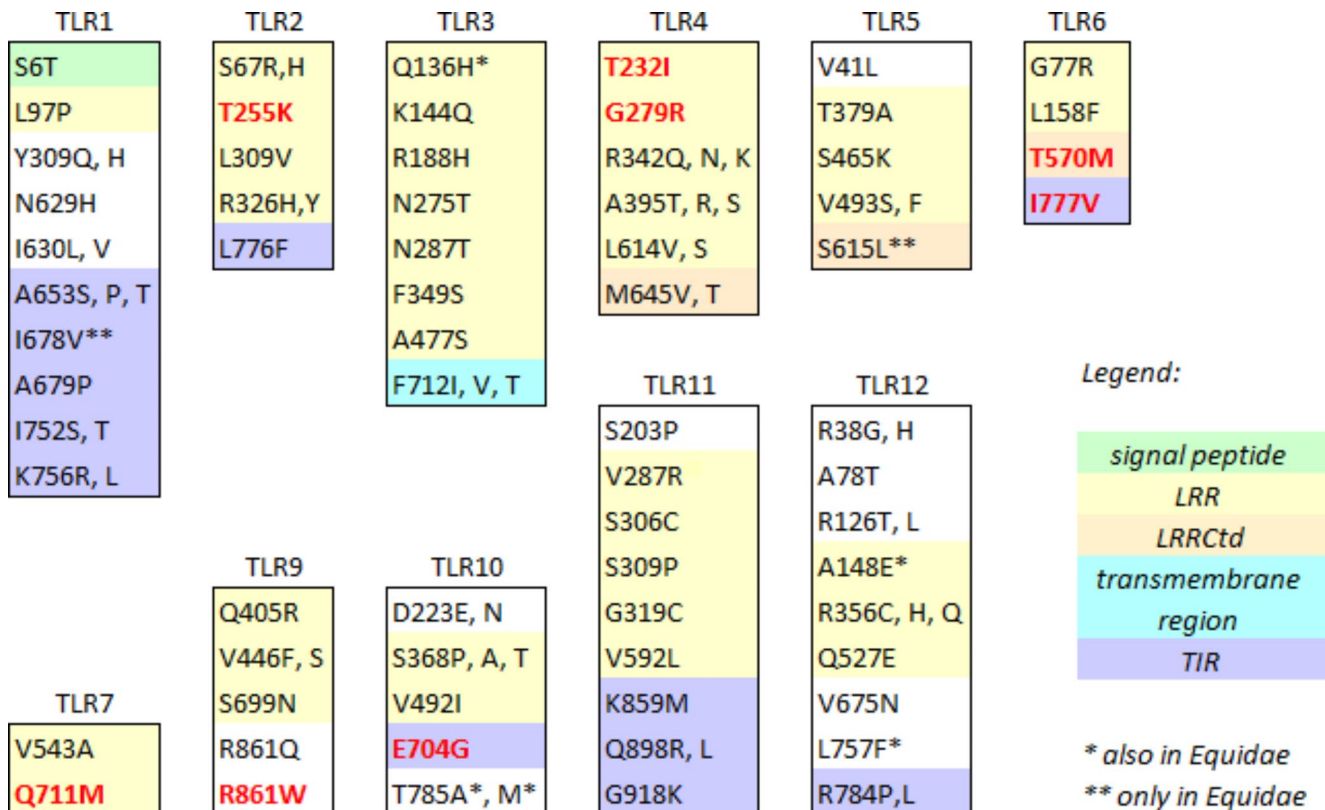 TLR1
S6T
L97P
Y309Q, H
N629H
I630L, V
A653S, P, T
I678V**
A679P
I752S, T
K756R, L
TLR2
S67R,H
T255K
L309V
R326H,Y
L776F
TLR3
Q136H*
K144Q
R188H
N275T
N287T
F349S
A477S
F712I, V, T
TLR4
T232I
G279R
R342Q, N, K
A395T, R, S
L614V, S
M645V, T
TLR5
V41L
T379A
S465K
V493S, F
S615L**
TLR6
G77R
L158F
T570M
I777V
TLR7
V543A
Q711M
TLR9
Q405R
V446F, S
S699N
R861Q
R861W
TLR10
D223E, N
S368P, A, T
V492I
E704G
T785A*, M*
TLR11
S203P
V287R
S306C
S309P
G319C
V592L
K859M
Q898R, L
G918K
TLR12
R38G, H
A78T
R126T, L
A148E*
R356C, H, Q
Q527E
V675N
L757F*
R784P,L
Legend:
signal peptide
LRR
LRRCtd
transmembrane
region
TIR
* also in Equidae
** only in Equidae